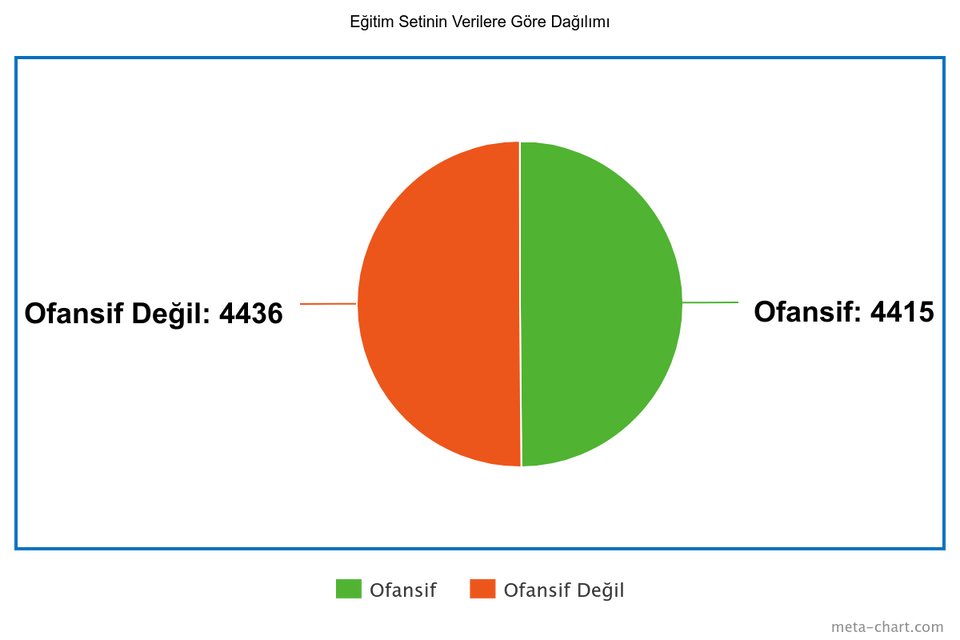 Eğitim Setinin Verilere Göre Dağılımı
Ofansif Değil: 4436
Ofansif: 4415
Ofansif
Ofansif Değil
meta-chart.com